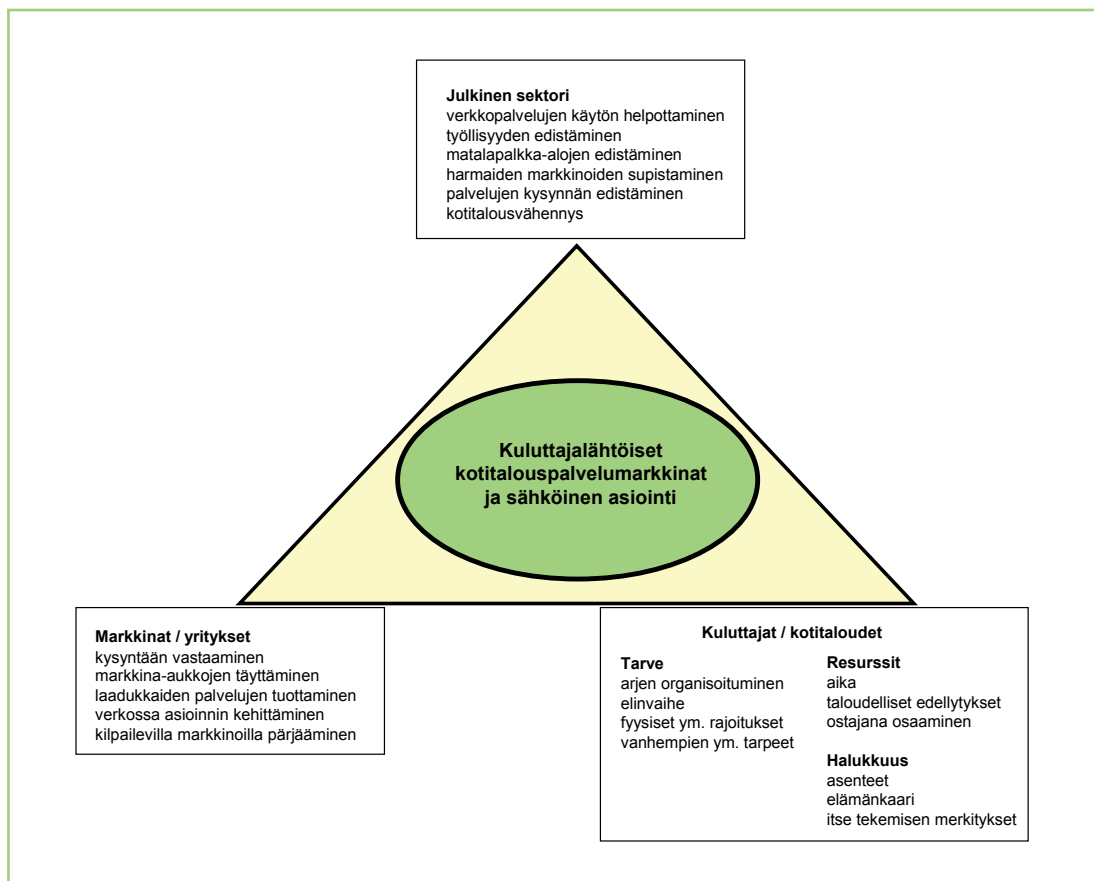 Julkinen sektori
verkkopalvelujen käytön helpottaminen
työllisyyden edistäminen
matalapalkka-alojen edistäminen
harmaiden markkinoiden supistaminen
palvelujen kysynnän edistäminen
kotitalousvähennys
Kuluttajalähtöiset
kotitalouspalvelumarkkinat
ja sähköinen asiointi
Markkinat / yritykset
kysyntään vastaaminen
markkina-aukkojen täyttäminen
laadukkaiden palvelujen tuottaminen
verkossa asioinnin kehittäminen
kilpailevilla markkinoilla pärjääminen
Kuluttajat / kotitaloudet
Tarve
arjen organisoituminen
elinvaihe
fyysiset ym. rajoitukset
vanhempien ym. tarpeet
Resurssit
aika
taloudelliset edellytykset
ostajana osaaminen
Halukkuus
asenteet
elämänkaari
itse tekemisen merkitykset